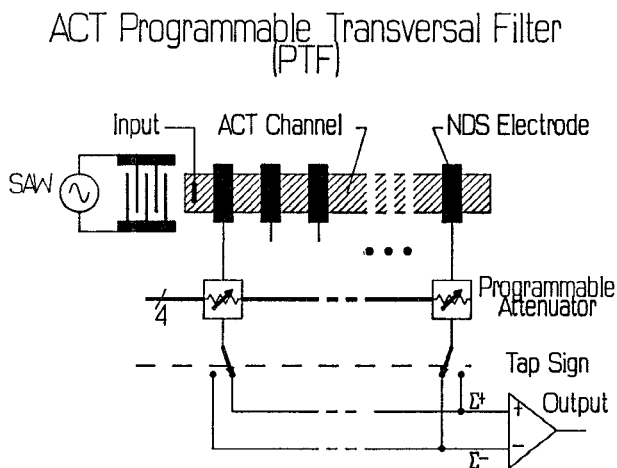 ACT Programmable Transversal Filter
(PTF)
Input
ACT Channel
NDS Electrode
SAW
4
Programmable
Attenuator
Tap Sign
Σ+
Output
+
−
Σ−